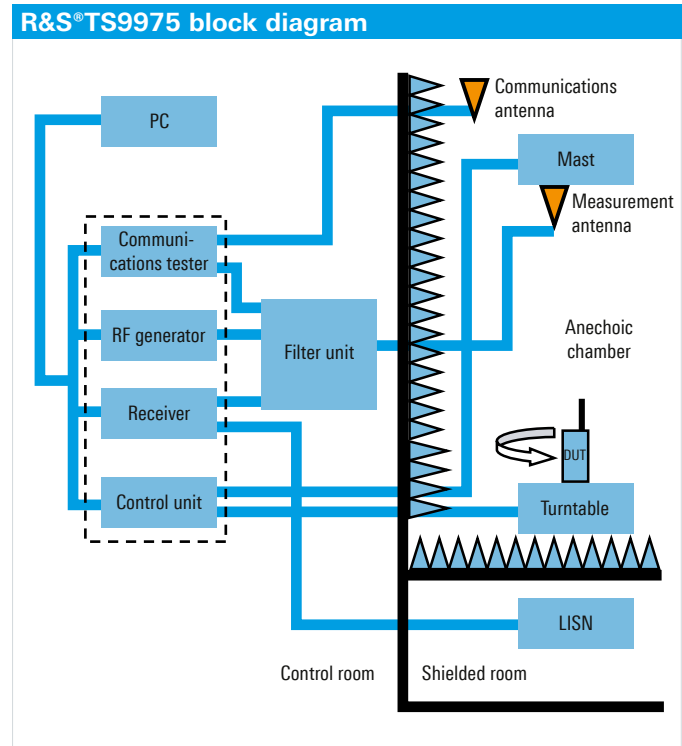 R&S®TS9975 block diagram
Communications
antenna
PC
Mast
Measurement
antenna
Communi-
cations tester
RF generator
Filter unit
Anechoic
chamber
Receiver
DUT
Control unit
Turntable
LISN
Control room
Shielded room